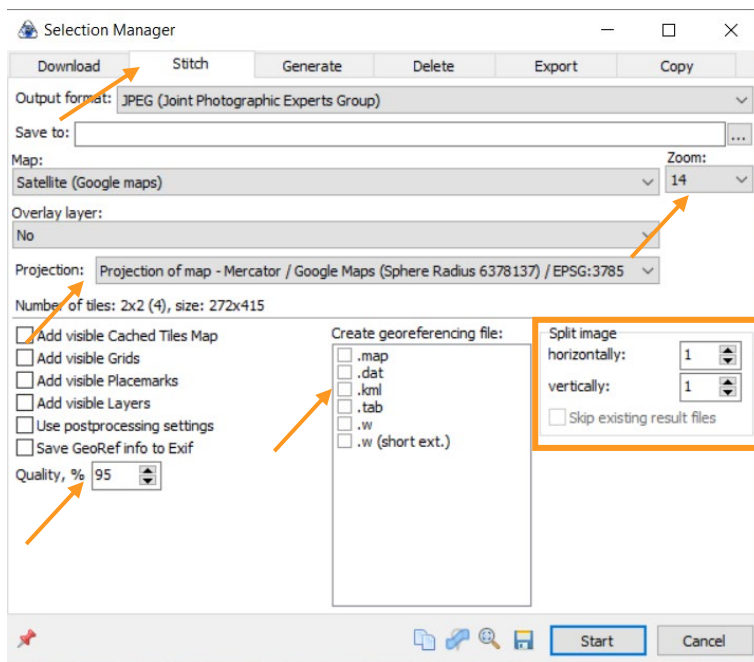 Selection Manager
Download Stitch Generate Delete Export Copy
Output format: JPEG (Joint Photographic Experts Group)
Save to: ...
Map: Zoom:
Satellite (Google maps) 14
Overlay layer:
No
Projection: Projection of map - Mercator / Google Maps (Sphere Radius 6378137) / EPSG:3785
Number of tiles: 2x2 (4), size: 272x415
Add visible Cached Tiles Map
Add visible Grids
Add visible Placemarks
Add visible Layers
Use postprocessing settings
Save GeoRef info to Exif
Quality, % 95
Create georeferencing file:
.map
.dat
.kml
.tab
.w
.w (short ext.)
Split image
horizontally: 1
vertically: 1
Skip existing result files
Start Cancel